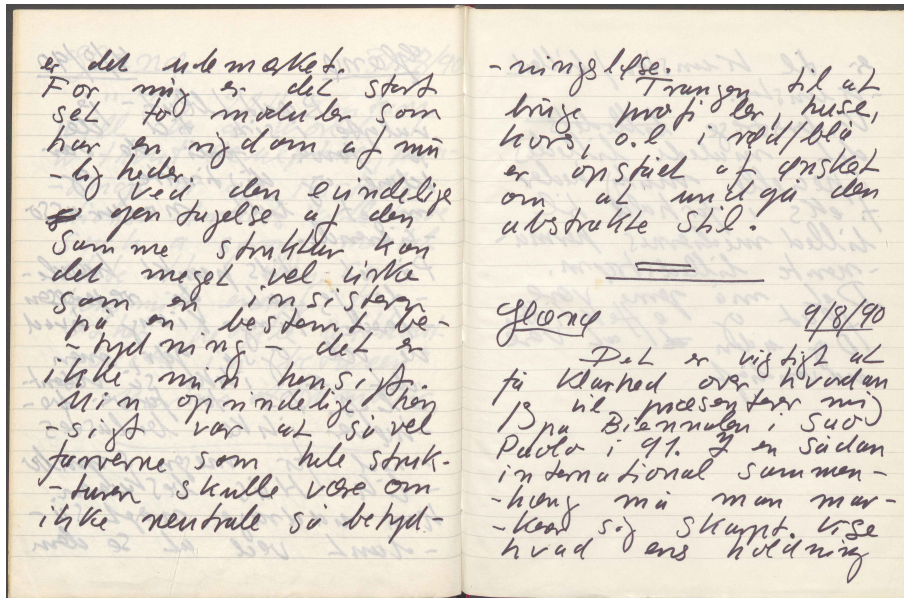 er det udemærket.
For mig er det stort
set to moduler som
har en rigdom af mu
-lig heder.
Ved den endelige
gentagelse af den
samme struktur kan
det meget vel virke
som en insisteren
på en bestemt be-
-tydning - det er
ikke min hensigt.
Min oprindelige hen
-sigt var at såvel
farverne som hele struk-
-turen skulle være om
ikke neutrale så betyd-
-ningsløse.
Trangen til at
bruge profiler, huse,
kors, o.l i rød/blå
er opstået af ønsket
om at undgå den
abstrakte stil.
9/8/90
Det er vigtigt at
få klarhed over, hvordan
jeg vil præsenterer mig
på Biennalen i Sao
Paolo i 91. I en sådan
international sammen-
-hæng må man mar-
-kere sig skarpt. Vise
hvad ens holdning